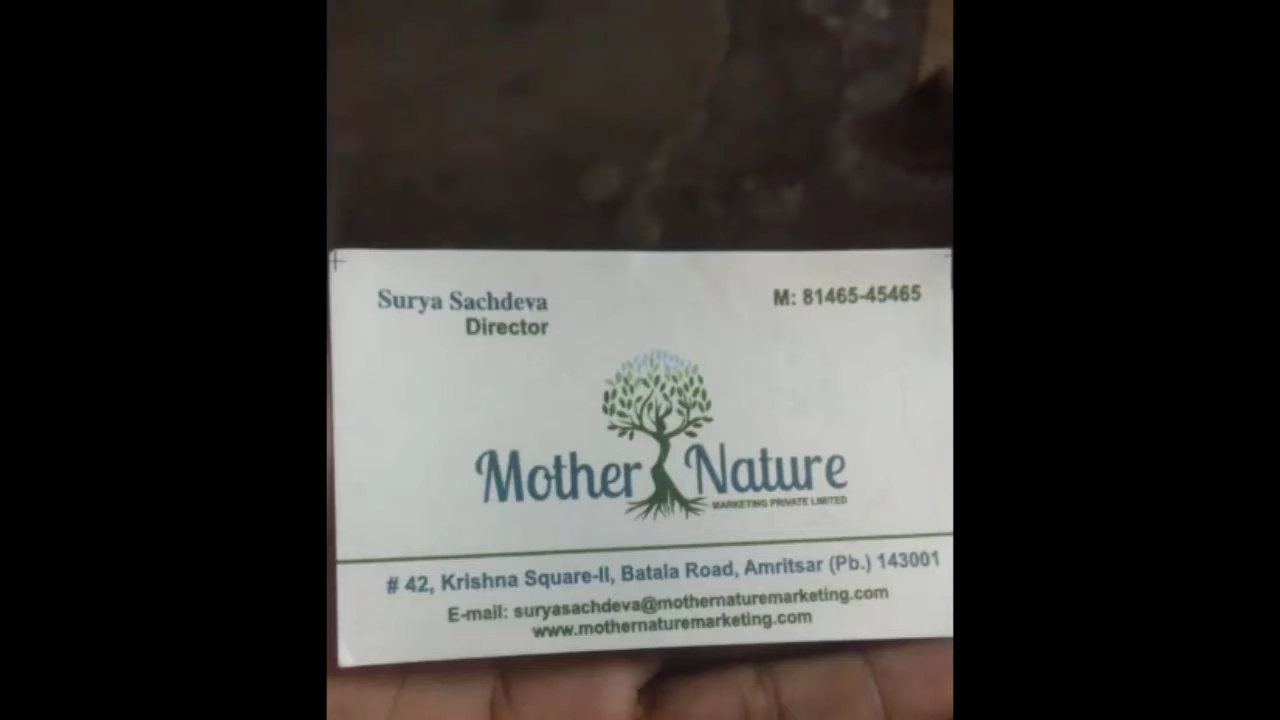 Surya Sachdeva
Director
M: 81465-45465
Mother Nature
MARKETING PRIVATE LIMITED
# 42, Krishna Square-II, Batala Road, Amritsar (Pb.) 143001
E-mail: suryasachdeva@mothernaturemarketing.com
www.mothernaturemarketing.com